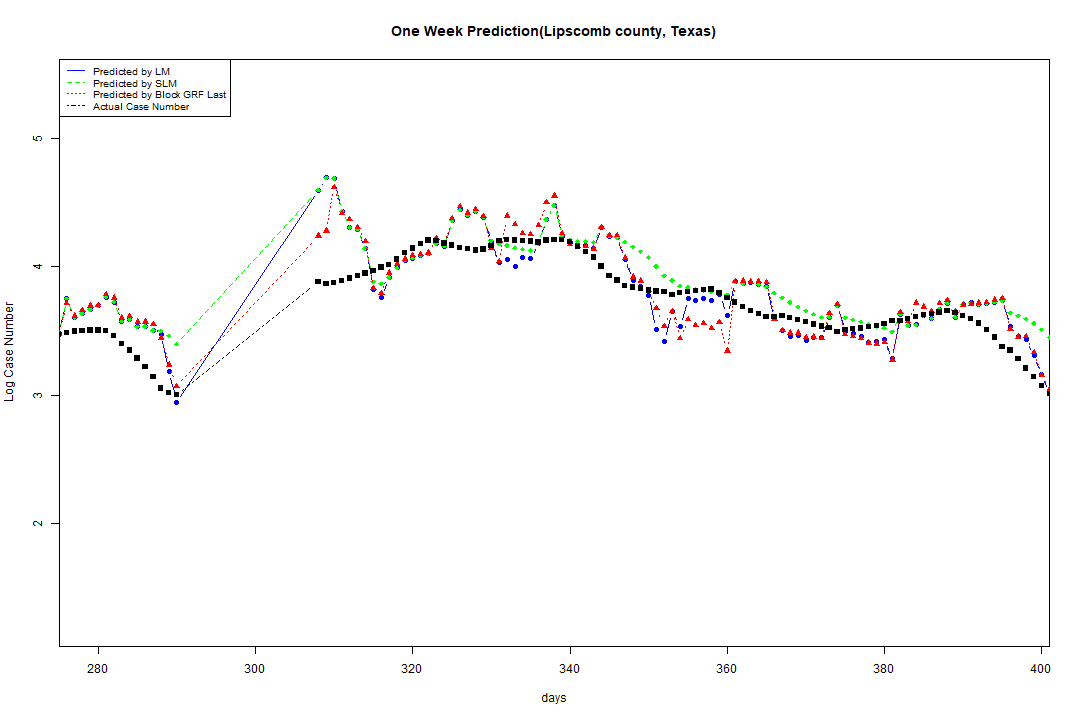 One Week Prediction(Lipscomb county, Texas)
Predicted by LM
Predicted by SLM
Predicted by Block GRF Last
Actual Case Number
5
4
3
2
Log Case Number
280 300 320 340 360 380 400
days